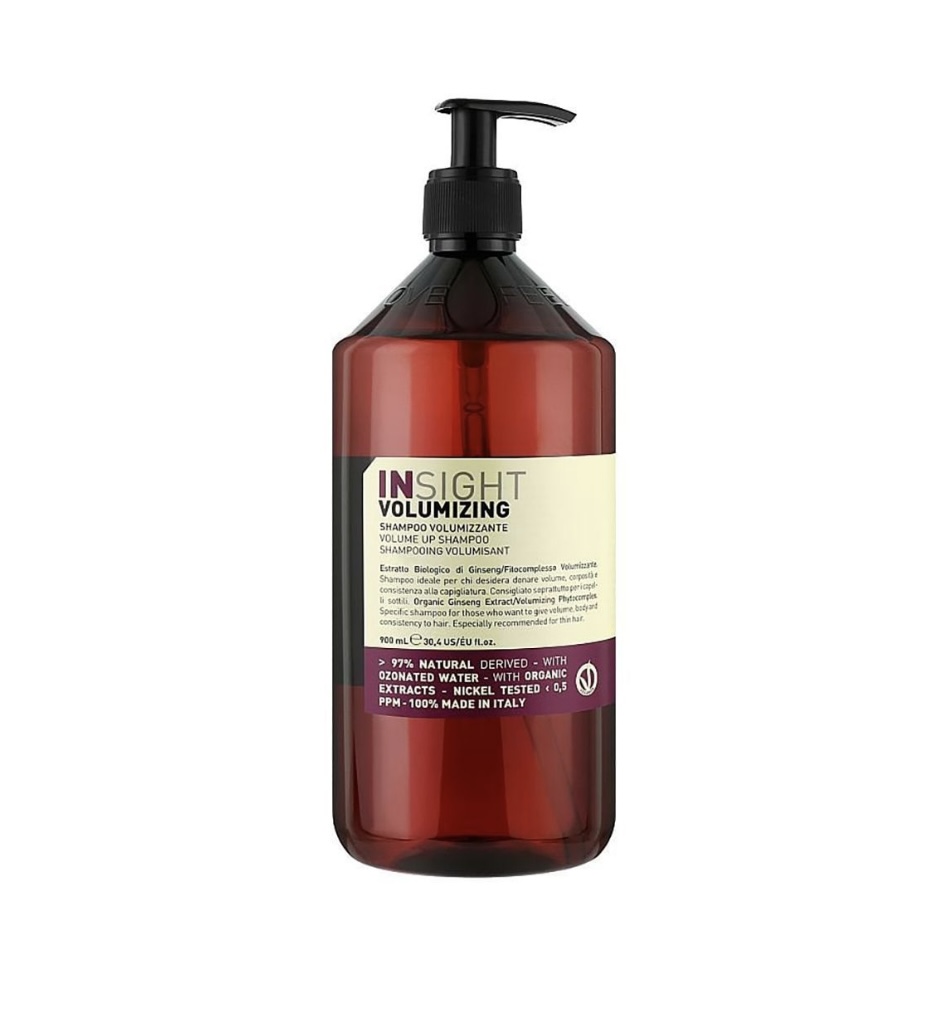 OVE FEE
INSIGHT
VOLUMIZING
SHAMPOO VOLUMIZZANTE
VOLUME UP SHAMPOO
SHAMPOOING VOLUMISANT
Estratto Biologico di Ginseng/Fitocomplesso Volumizzante.
Shampoo ideale per chi desidera donare volume, corposità e
consistenza alla capigliatura. Consigliato soprattutto per i capel-
li sottili. Organic Ginseng Extract/Volumizing Phytocomplex.
Specific shampoo for those who want to give volume, body and
consistency to hair. Especially recommended for thin hair.
900 mL ℮ 30,4 US/ÉU fl.oz.
> 97% NATURAL DERIVED - WITH
OZONATED WATER - WITH ORGANIC
EXTRACTS - NICKEL TESTED < 0,5
PPM - 100% MADE IN ITALY